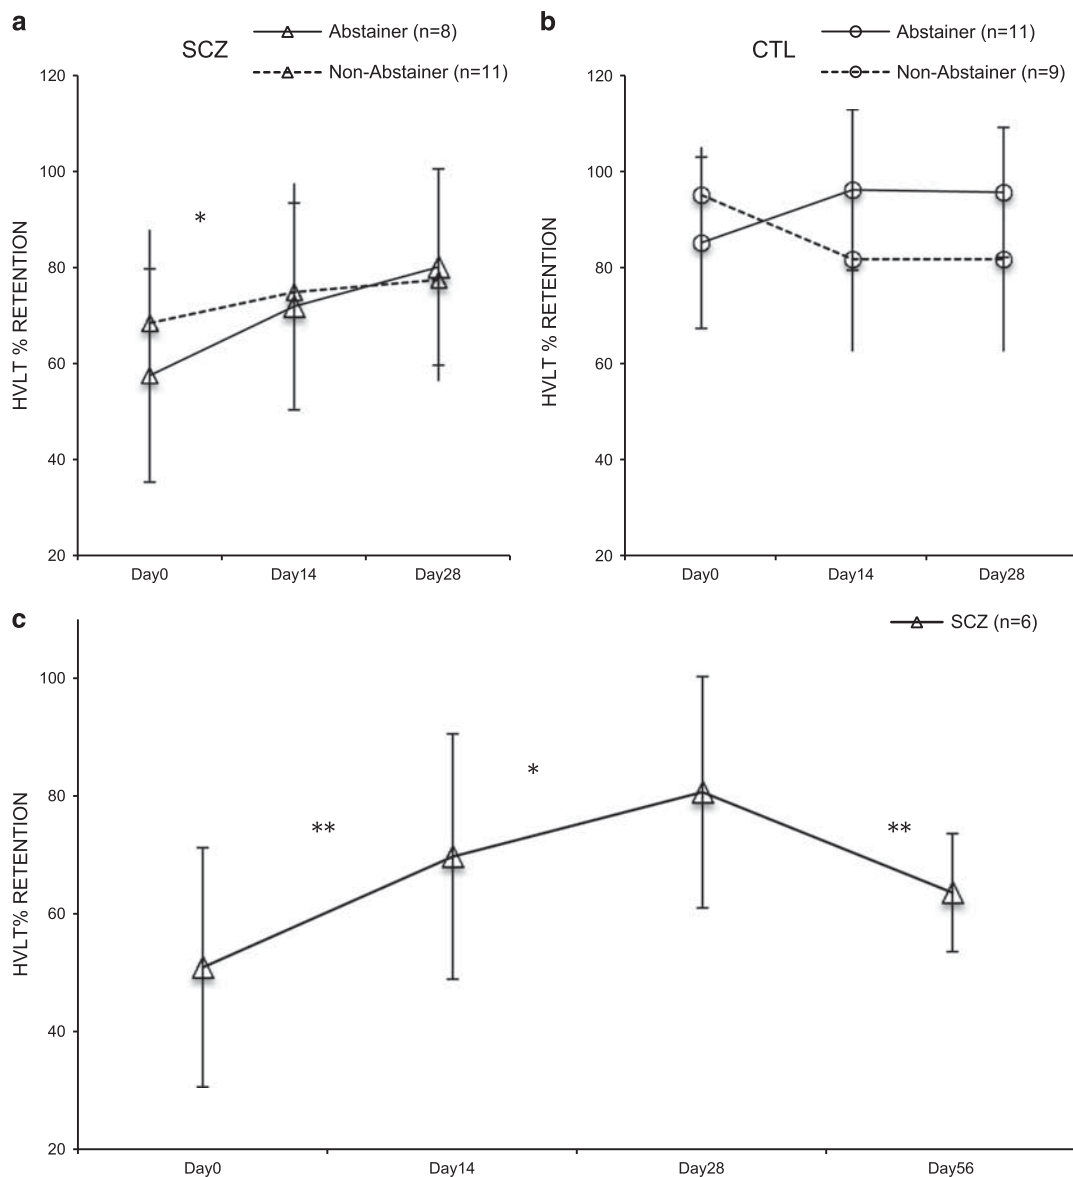 a
SCZ
Abstainer (n=8)
Non-Abstainer (n=11)
HVLT % RETENTION
120
100
80
60
40
20
*
Day0 Day14 Day28
b
CTL
Abstainer (n=11)
Non-Abstainer (n=9)
HVLT % RETENTION
120
100
80
60
40
20
Day0 Day14 Day28
c
SCZ (n=6)
HVLT% RETENTION
100
80
60
40
20
** * **
Day0 Day14 Day28 Day56